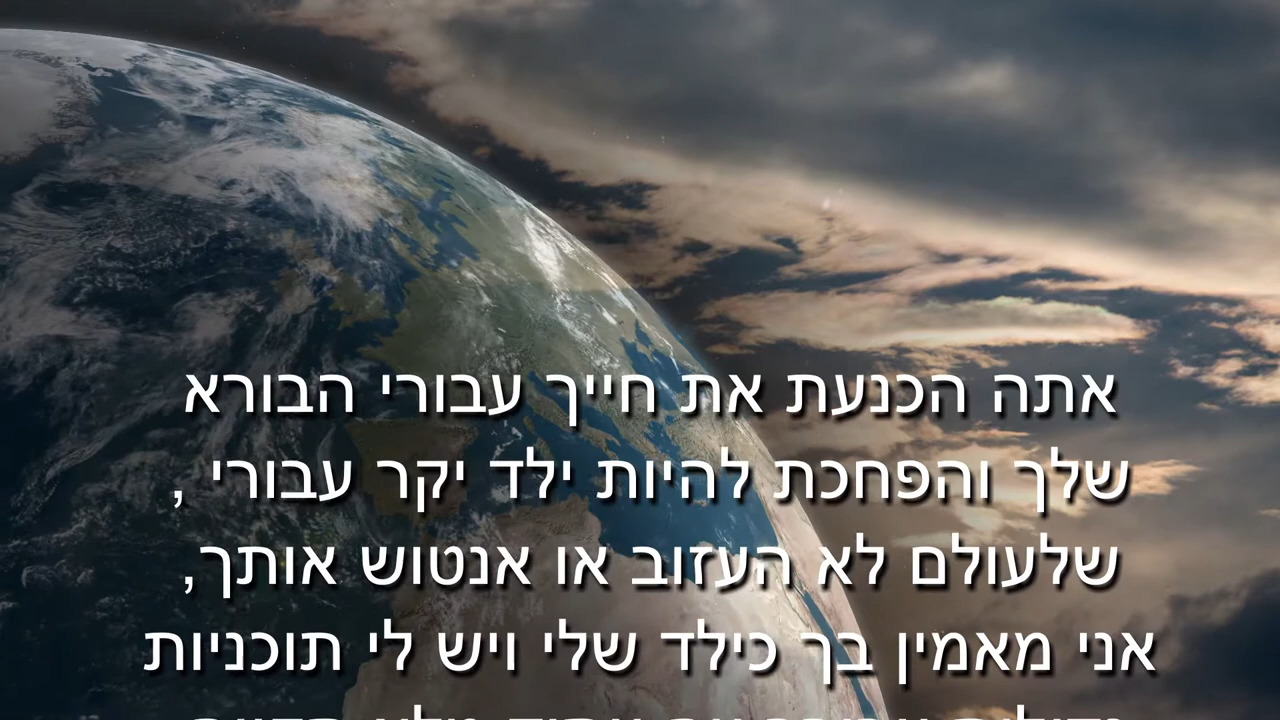 אתה הכנעת את חייך עבורי הבורא
שלך והפחכת להיות ילד יקר עבורי ,
שלעולם לא העזוב או אנטוש אותך,
אני מאמין בך כילד שלי ויש לי תוכניות